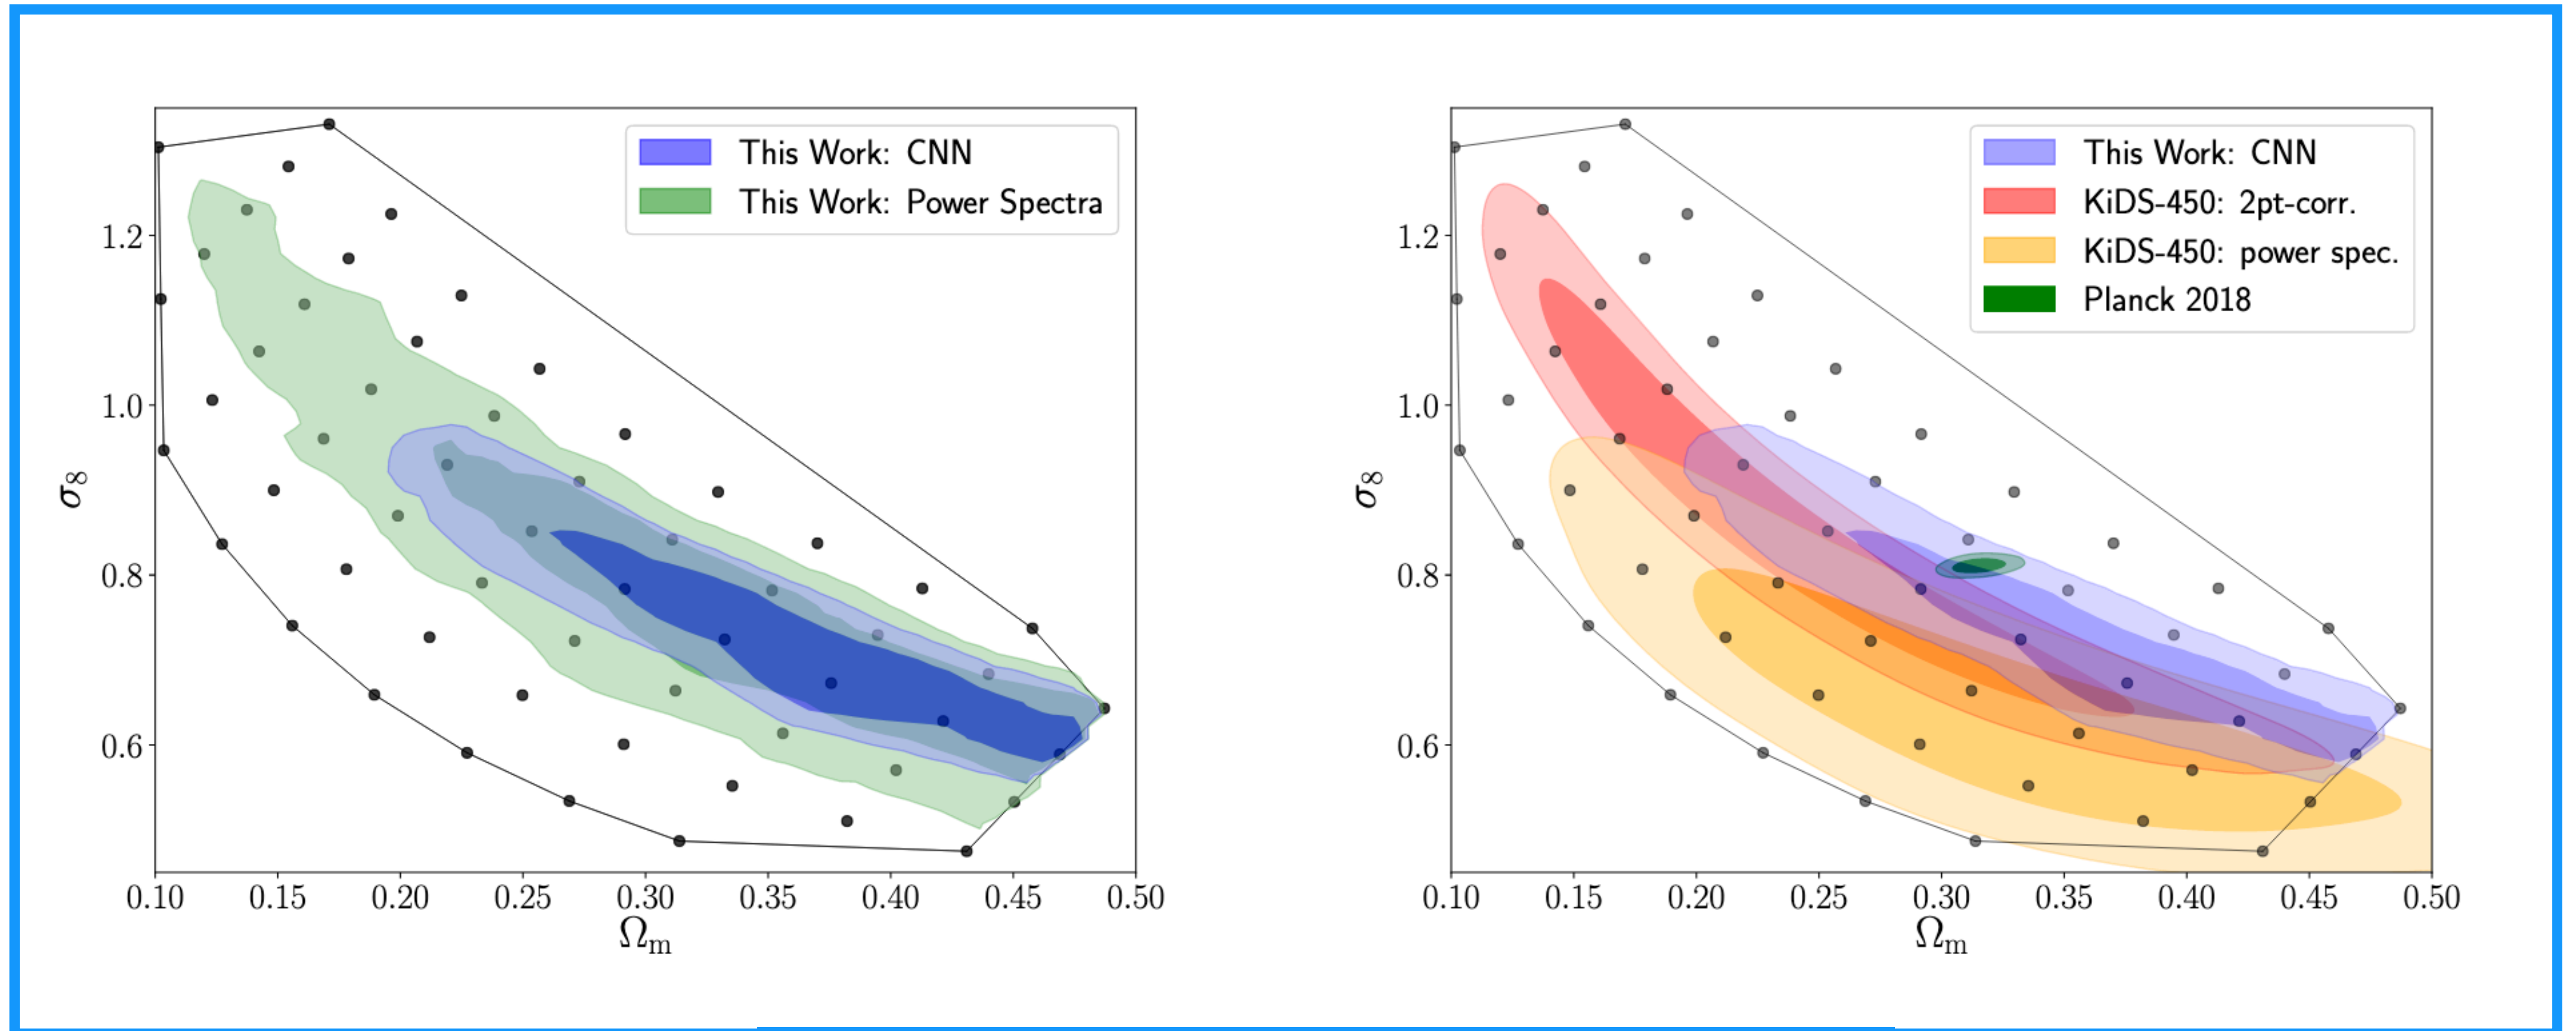 This Work: CNN
This Work: Power Spectra
1.2
1.0
0.8
0.6
σ8
0.10 0.15 0.20 0.25 0.30 0.35 0.40 0.45 0.50
Ωm
This Work: CNN
KiDS-450: 2pt-corr.
KiDS-450: power spec.
Planck 2018
1.2
1.0
0.8
0.6
σ8
0.10 0.15 0.20 0.25 0.30 0.35 0.40 0.45 0.50
Ωm